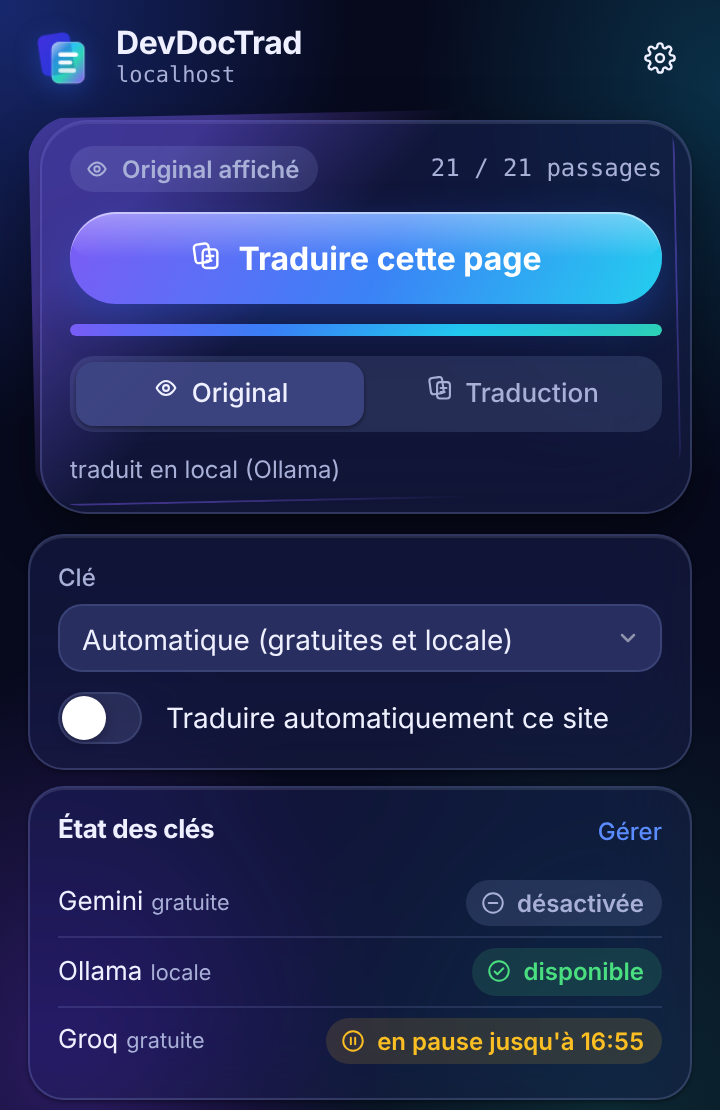 DevDocTrad
localhost
Original affiché
21 / 21 passages
Traduire cette page
Original
Traduction
traduit en local (Ollama)
Clé
Automatique (gratuites et locale)
Traduire automatiquement ce site
État des clés
Gérer
Gemini gratuite
désactivée
Ollama locale
disponible
Groq gratuite
en pause jusqu'à 16:55